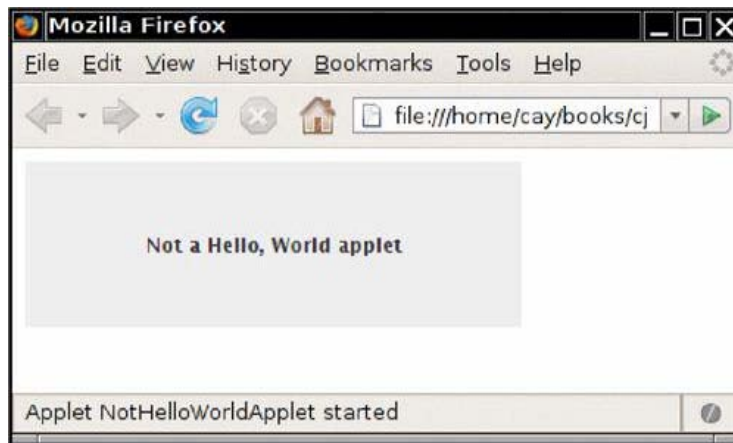 Mozilla Firefox
File Edit View History Bookmarks Tools Help
file:///home/cay/books/cj
Not a Hello, World applet
Applet NotHelloWorldApplet started